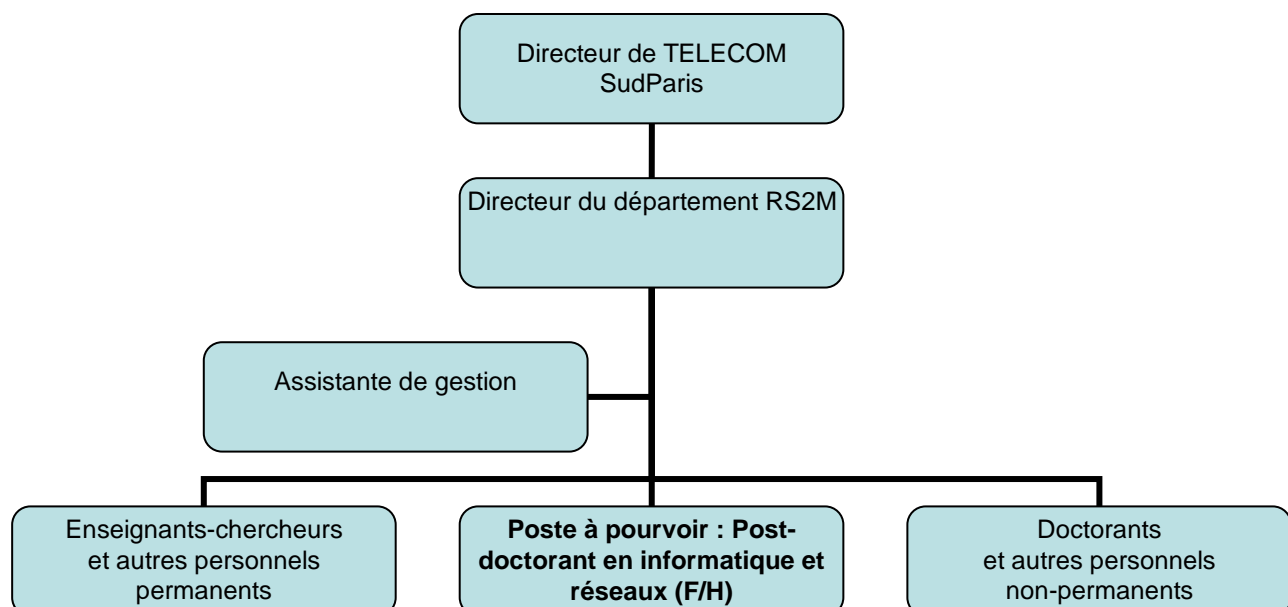 Directeur de TELECOM
SudParis
Directeur du département RS2M
Assistante de gestion
Enseignants-chercheurs
et autres personnels
permanents
Poste à pourvoir : Post-
doctorant en informatique et
réseaux (F/H)
Doctorants
et autres personnels
non-permanents